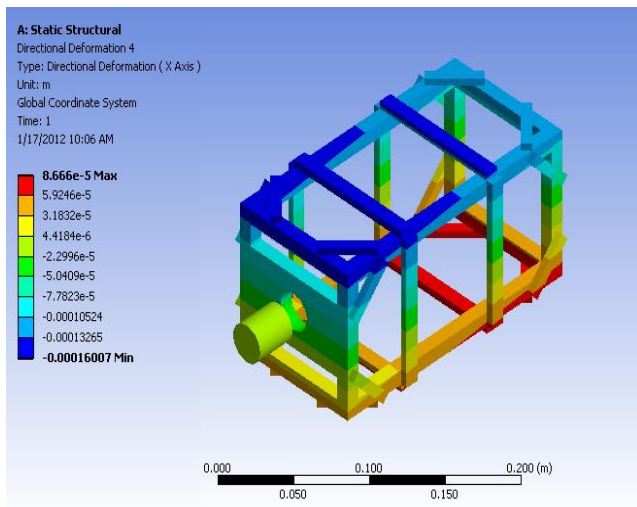 A: Static Structural
Directional Deformation 4
Type: Directional Deformation ( X Axis )
Unit: m
Global Coordinate System
Time: 1
1/17/2012 10:06 AM
8.666e-5 Max
5.9246e-5
3.1832e-5
4.4184e-6
-2.2996e-5
-5.0409e-5
-7.7823e-5
-0.00010524
-0.00013265
-0.00016007 Min
0.000 0.100 0.200 (m)
0.050 0.150